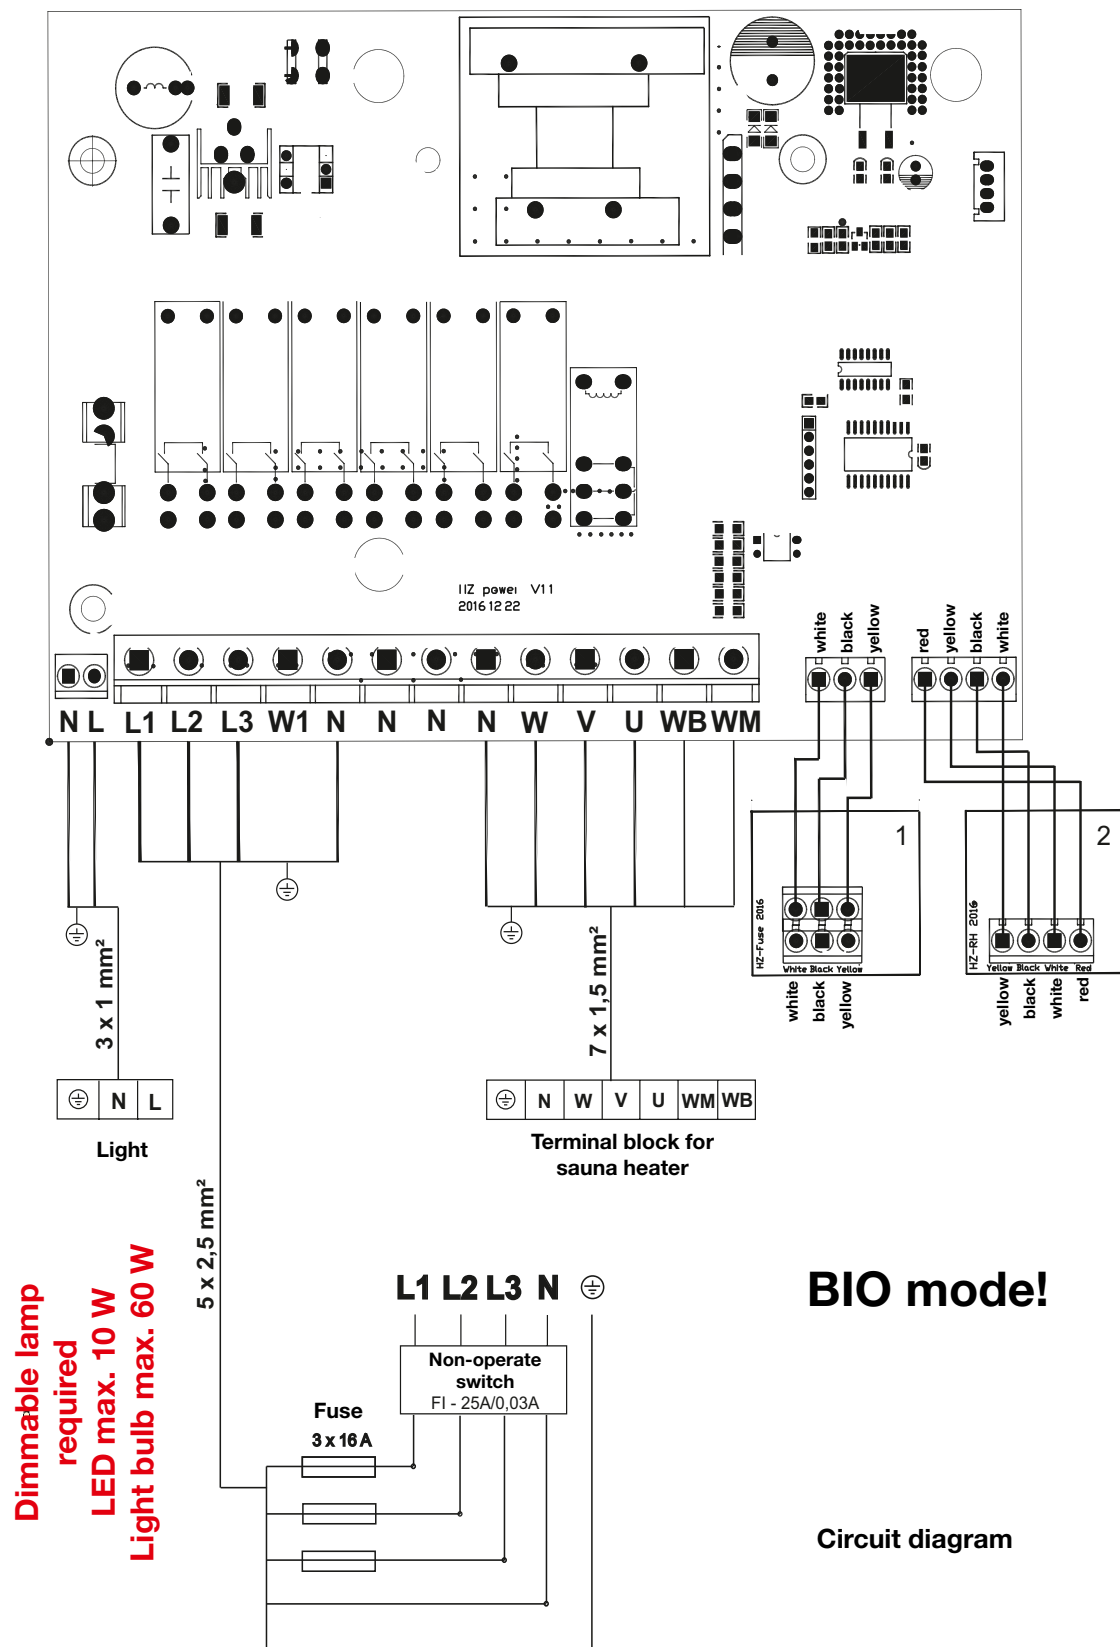 IIZ power V11
2016 12 22
white
black
yellow
red
yellow
black
white
N L L1 L2 L3 W1 N N N N W V U WB WM
1
2
HZ-Fuse 2016
White Black Yellow
white
black
yellow
HZ-RH 2016
Yellow Black White Red
yellow
black
white
red
3 x 1 mm²
7 x 1,5 mm²
N L
Light
N W V U WM WB
Terminal block for
sauna heater
5 x 2,5 mm²
Dimmable lamp
required
LED max. 10 W
Light bulb max. 60 W
L1 L2 L3 N
BIO mode!
Non-operate
switch
FI - 25A/0,03A
Fuse
3 x 16 A
Circuit diagram